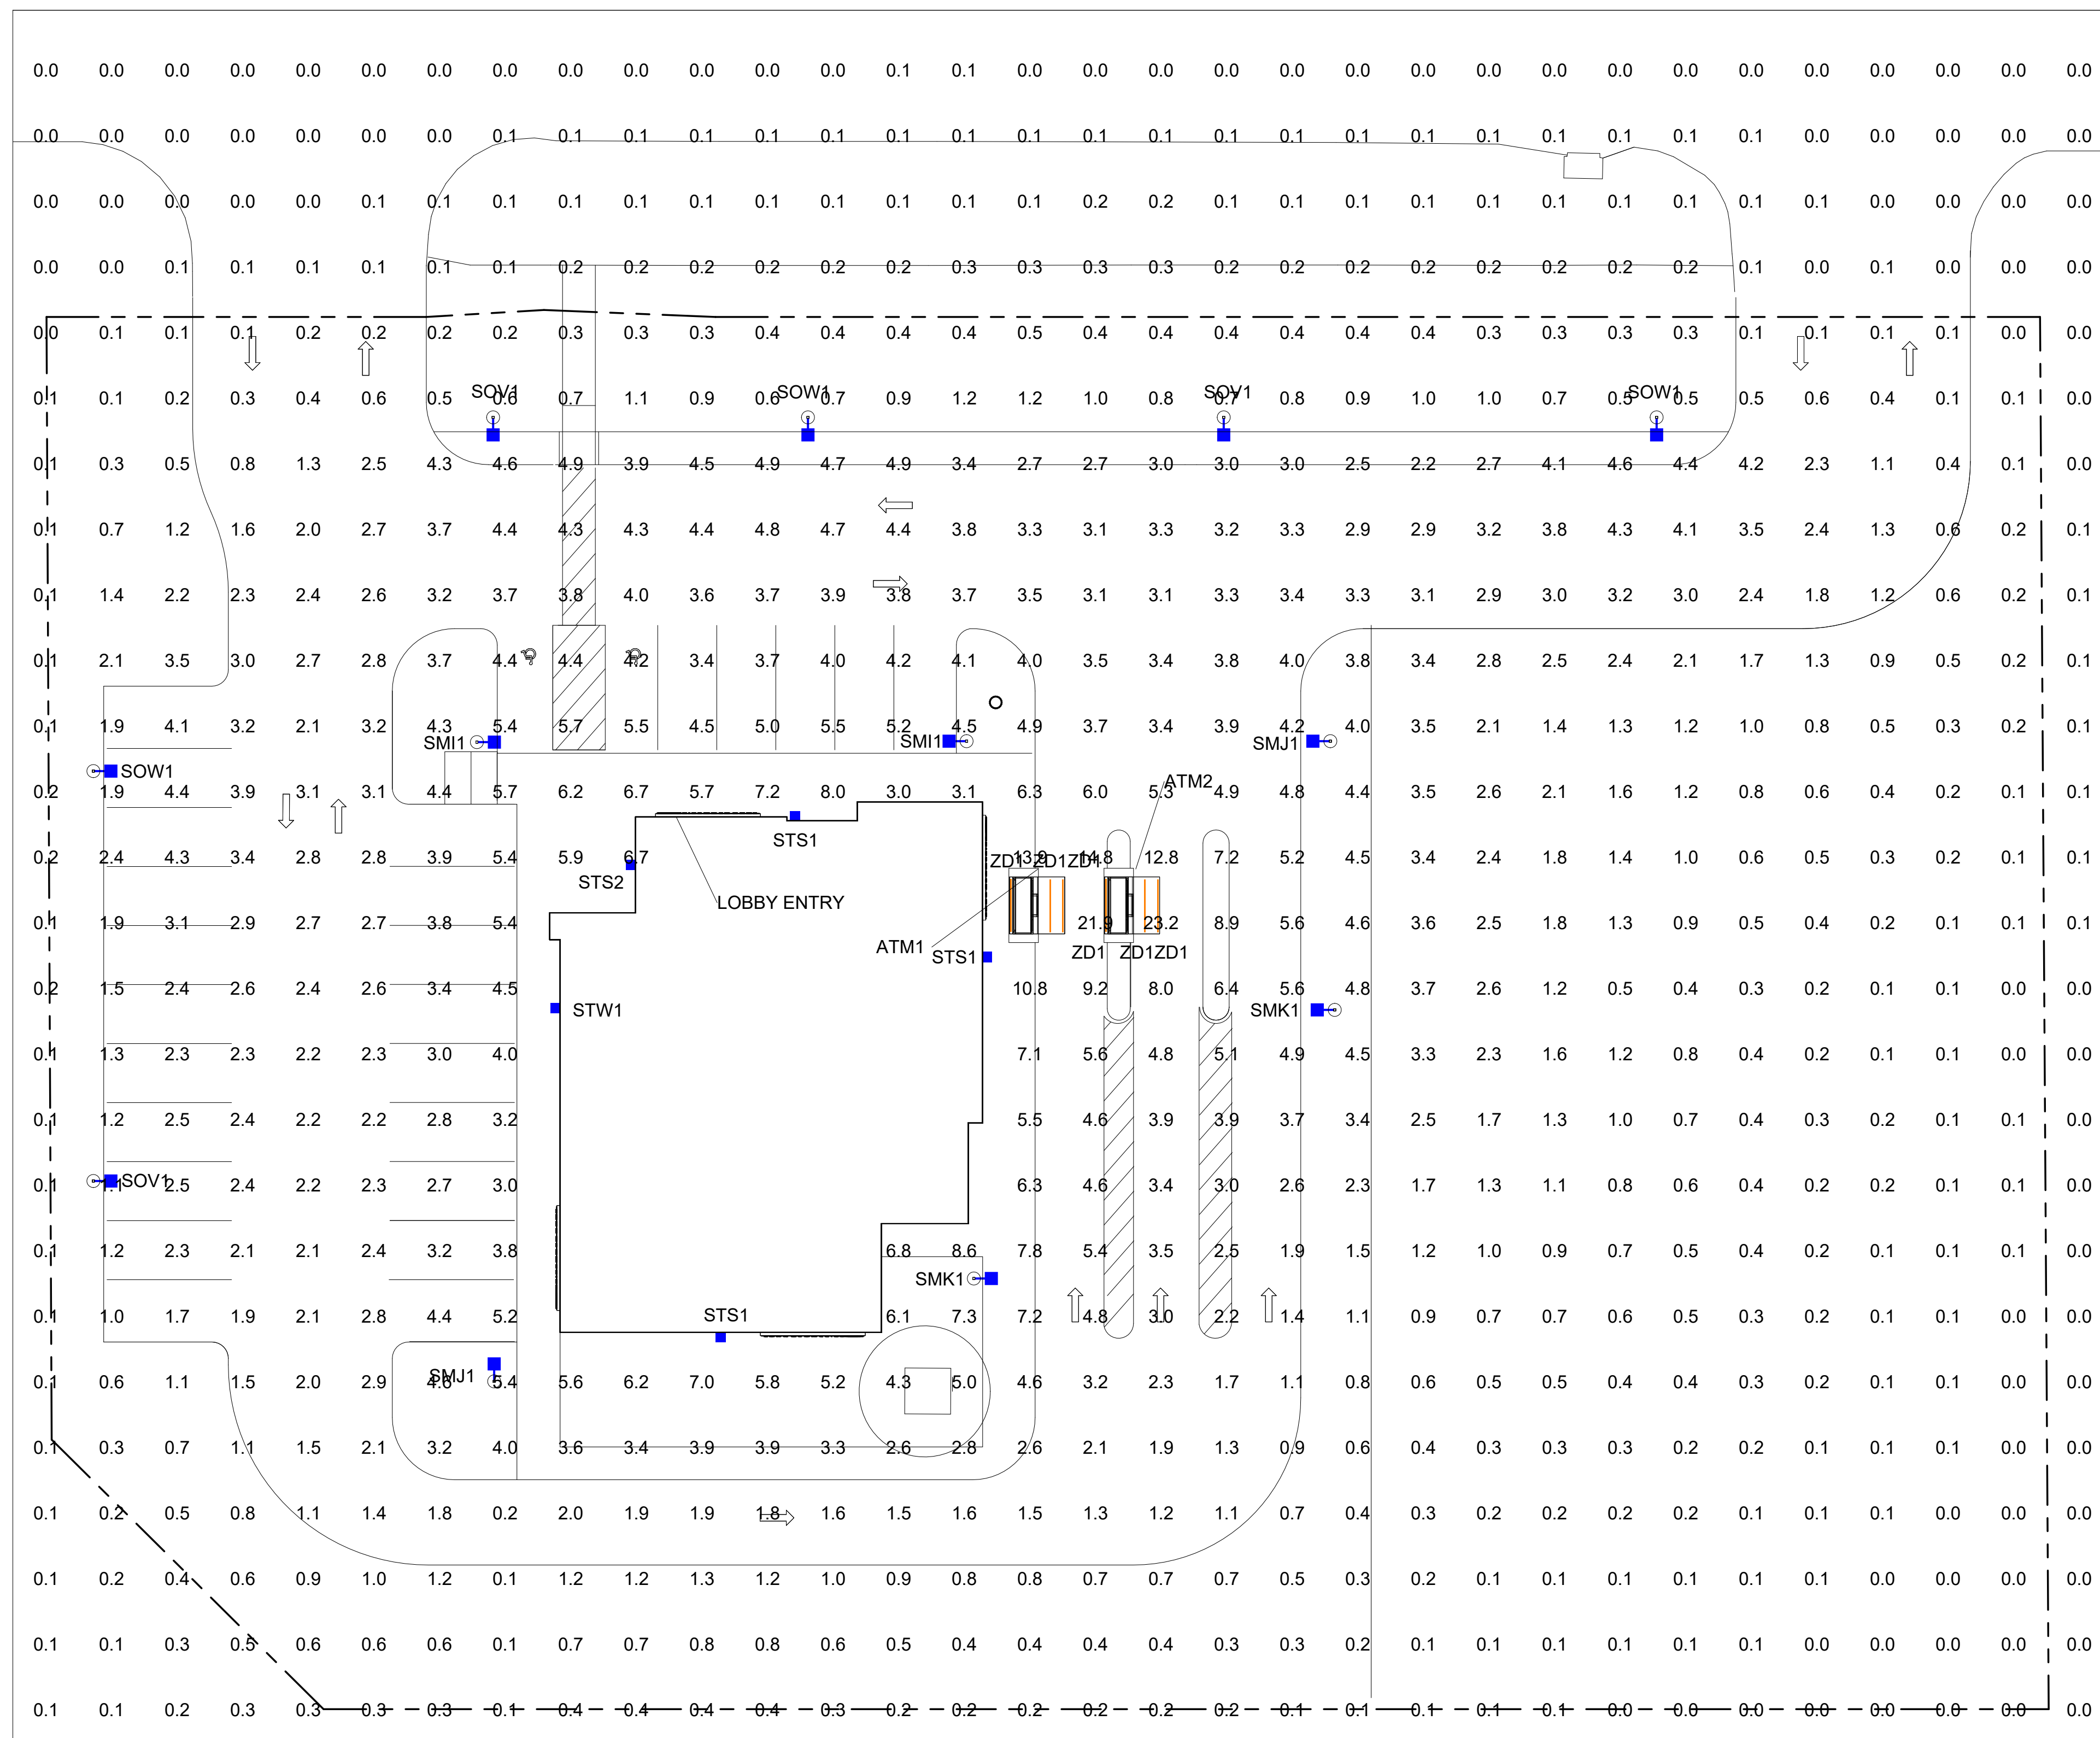 0.0 0.0 0.0 0.0 0.0 0.0 0.0 0.0 0.0 0.0 0.0 0.0 0.0 0.1 0.1 0.0 0.0 0.0 0.0 0.0 0.0 0.0 0.0 0.0 0.0 0.0 0.0 0.0 0.0 0.0 0.0 0.0
0.0 0.0 0.0 0.0 0.0 0.0 0.0 0.1 0.1 0.1 0.1 0.1 0.1 0.1 0.1 0.1 0.1 0.1 0.1 0.1 0.1 0.1 0.1 0.1 0.1 0.1 0.1 0.0 0.0 0.0 0.0 0.0
0.0 0.0 0.0 0.0 0.0 0.1 0.1 0.1 0.1 0.1 0.1 0.1 0.1 0.1 0.1 0.1 0.2 0.2 0.1 0.1 0.1 0.1 0.1 0.1 0.1 0.1 0.1 0.1 0.0 0.0 0.0 0.0
0.0 0.0 0.1 0.1 0.1 0.1 0.1 0.1 0.2 0.2 0.2 0.2 0.2 0.2 0.3 0.3 0.3 0.3 0.2 0.2 0.2 0.2 0.2 0.2 0.2 0.2 0.1 0.0 0.1 0.0 0.0 0.0
0.0 0.1 0.1 0.1 0.2 0.2 0.2 0.2 0.3 0.3 0.3 0.4 0.4 0.4 0.4 0.5 0.4 0.4 0.4 0.4 0.4 0.4 0.3 0.3 0.3 0.3 0.1 0.1 0.1 0.1 0.0 0.0
SOV1 SOW1 SOV1 SOW1
0.1 0.1 0.2 0.3 0.4 0.6 0.5 0.6 0.7 1.1 0.9 0.6 0.7 0.9 1.2 1.2 1.0 0.8 0.7 0.8 0.9 1.0 1.0 0.7 0.5 0.5 0.5 0.6 0.4 0.1 0.1 0.0
0.1 0.3 0.5 0.8 1.3 2.5 4.3 4.6 4.9 3.9 4.5 4.9 4.7 4.9 3.4 2.7 2.7 3.0 3.0 3.0 2.5 2.2 2.7 4.1 4.6 4.4 4.2 2.3 1.1 0.4 0.1 0.0
0.1 0.7 1.2 1.6 2.0 2.7 3.7 4.4 4.3 4.3 4.4 4.8 4.7 4.4 3.8 3.3 3.1 3.3 3.2 3.3 2.9 2.9 3.2 3.8 4.3 4.1 3.5 2.4 1.3 0.6 0.2 0.1
0.1 1.4 2.2 2.3 2.4 2.6 3.2 3.7 3.8 4.0 3.6 3.7 3.9 3.8 3.7 3.5 3.1 3.1 3.3 3.4 3.3 3.1 2.9 3.0 3.2 3.0 2.4 1.8 1.2 0.6 0.2 0.1
0.1 2.1 3.5 3.0 2.7 2.8 3.7 4.4 4.4 4.2 3.4 3.7 4.0 4.2 4.1 4.0 3.5 3.4 3.8 4.0 3.8 3.4 2.8 2.5 2.4 2.1 1.7 1.3 0.9 0.5 0.2 0.1
0.1 1.9 4.1 3.2 2.1 3.2 4.3 5.4 5.7 5.5 4.5 5.0 5.5 5.2 4.5 4.9 3.7 3.4 3.9 4.2 4.0 3.5 2.1 1.4 1.3 1.2 1.0 0.8 0.5 0.3 0.2 0.1
SMI1 SMI1 SMJ1
SOW1 ATM2
0.2 1.9 4.4 3.9 3.1 3.1 4.4 5.7 6.2 6.7 5.7 7.2 8.0 3.0 3.1 6.3 6.0 5.3 4.9 4.8 4.4 3.5 2.6 2.1 1.6 1.2 0.8 0.6 0.4 0.2 0.1 0.1
STS1
0.2 2.4 4.3 3.4 2.8 2.8 3.9 5.4 5.9 6.7 13.9 14.8 12.8 7.2 5.2 4.5 3.4 2.4 1.8 1.4 1.0 0.6 0.5 0.3 0.2 0.1 0.1
ZD1 ZD1 ZD1
STS2
LOBBY ENTRY
0.1 1.9 3.1 2.9 2.7 2.7 3.8 5.4 21.9 23.2 8.9 5.6 4.6 3.6 2.5 1.8 1.3 0.9 0.5 0.4 0.2 0.1 0.1 0.1
ATM1 STS1 ZD1 ZD1 ZD1
0.2 1.5 2.4 2.6 2.4 2.6 3.4 4.5 10.8 9.2 8.0 6.4 5.6 4.8 3.7 2.6 1.2 0.5 0.4 0.3 0.2 0.1 0.1 0.0 0.0
STW1 SMK1
0.1 1.3 2.3 2.3 2.2 2.3 3.0 4.0 7.1 5.6 4.8 5.1 4.9 4.5 3.3 2.3 1.6 1.2 0.8 0.4 0.2 0.1 0.1 0.0 0.0
0.1 1.2 2.5 2.4 2.2 2.2 2.8 3.2 5.5 4.6 3.9 3.9 3.7 3.4 2.5 1.7 1.3 1.0 0.7 0.4 0.3 0.2 0.1 0.1 0.0
0.1 1.1 SOV1 2.5 2.4 2.2 2.3 2.7 3.0 6.3 4.6 3.4 3.0 2.6 2.3 1.7 1.3 1.1 0.8 0.6 0.4 0.2 0.2 0.1 0.1 0.0
0.1 1.2 2.3 2.1 2.1 2.4 3.2 3.8 6.8 8.6 7.8 5.4 3.5 2.5 1.9 1.5 1.2 1.0 0.9 0.7 0.5 0.4 0.2 0.1 0.1 0.1 0.0
SMK1
0.1 1.0 1.7 1.9 2.1 2.8 4.4 5.2 STS1 6.1 7.3 7.2 4.8 3.0 2.2 1.4 1.1 0.9 0.7 0.7 0.6 0.5 0.3 0.2 0.1 0.1 0.0 0.0
SMJ1
0.1 0.6 1.1 1.5 2.0 2.9 4.6 5.4 5.6 6.2 7.0 5.8 5.2 4.3 5.0 4.6 3.2 2.3 1.7 1.1 0.8 0.6 0.5 0.5 0.4 0.4 0.3 0.2 0.1 0.1 0.0 0.0
0.1 0.3 0.7 1.1 1.5 2.1 3.2 4.0 3.6 3.4 3.9 3.9 3.3 2.6 2.8 2.6 2.1 1.9 1.3 0.9 0.6 0.4 0.3 0.3 0.3 0.2 0.2 0.1 0.1 0.1 0.0 0.0
0.1 0.2 0.5 0.8 1.1 1.4 1.8 0.2 2.0 1.9 1.9 1.8 1.6 1.5 1.6 1.5 1.3 1.2 1.1 0.7 0.4 0.3 0.2 0.2 0.2 0.2 0.1 0.1 0.1 0.0 0.0 0.0
0.1 0.2 0.4 0.6 0.9 1.0 1.2 0.1 1.2 1.2 1.3 1.2 1.0 0.9 0.8 0.8 0.7 0.7 0.7 0.5 0.3 0.2 0.1 0.1 0.1 0.1 0.1 0.1 0.0 0.0 0.0 0.0
0.1 0.1 0.3 0.5 0.6 0.6 0.6 0.1 0.7 0.7 0.8 0.8 0.6 0.5 0.4 0.4 0.4 0.4 0.3 0.3 0.2 0.1 0.1 0.1 0.1 0.1 0.1 0.0 0.0 0.0 0.0 0.0
0.1 0.1 0.2 0.3 0.3 0.3 0.3 0.1 0.4 0.4 0.4 0.4 0.3 0.2 0.2 0.2 0.2 0.2 0.2 0.1 0.1 0.1 0.1 0.1 0.0 0.0 0.0 0.0 0.0 0.0 0.0 0.0